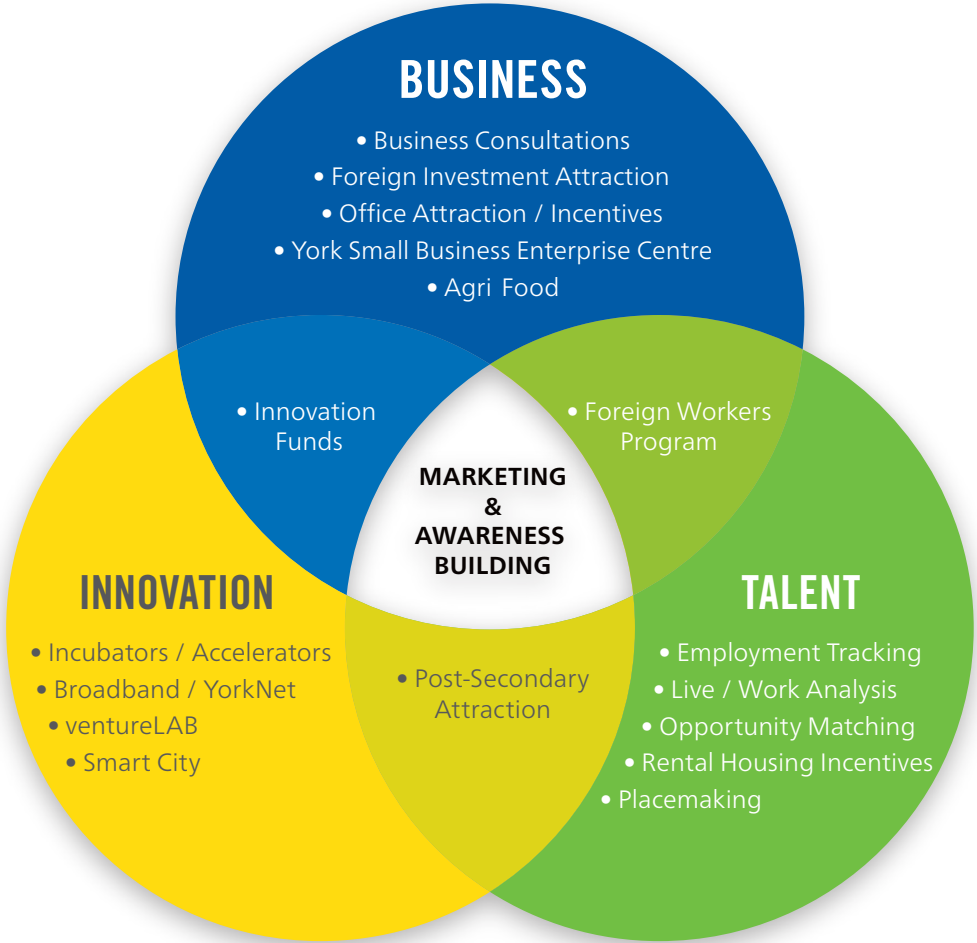 BUSINESS
• Business Consultations
• Foreign Investment Attraction
• Office Attraction / Incentives
• York Small Business Enterprise Centre
• Agri Food
• Innovation
Funds
• Foreign Workers
Program
MARKETING
&
AWARENESS
BUILDING
INNOVATION
• Incubators / Accelerators
• Broadband / YorkNet
• ventureLAB
• Smart City
• Post-Secondary
Attraction
TALENT
• Employment Tracking
• Live / Work Analysis
• Opportunity Matching
• Rental Housing Incentives
• Placemaking